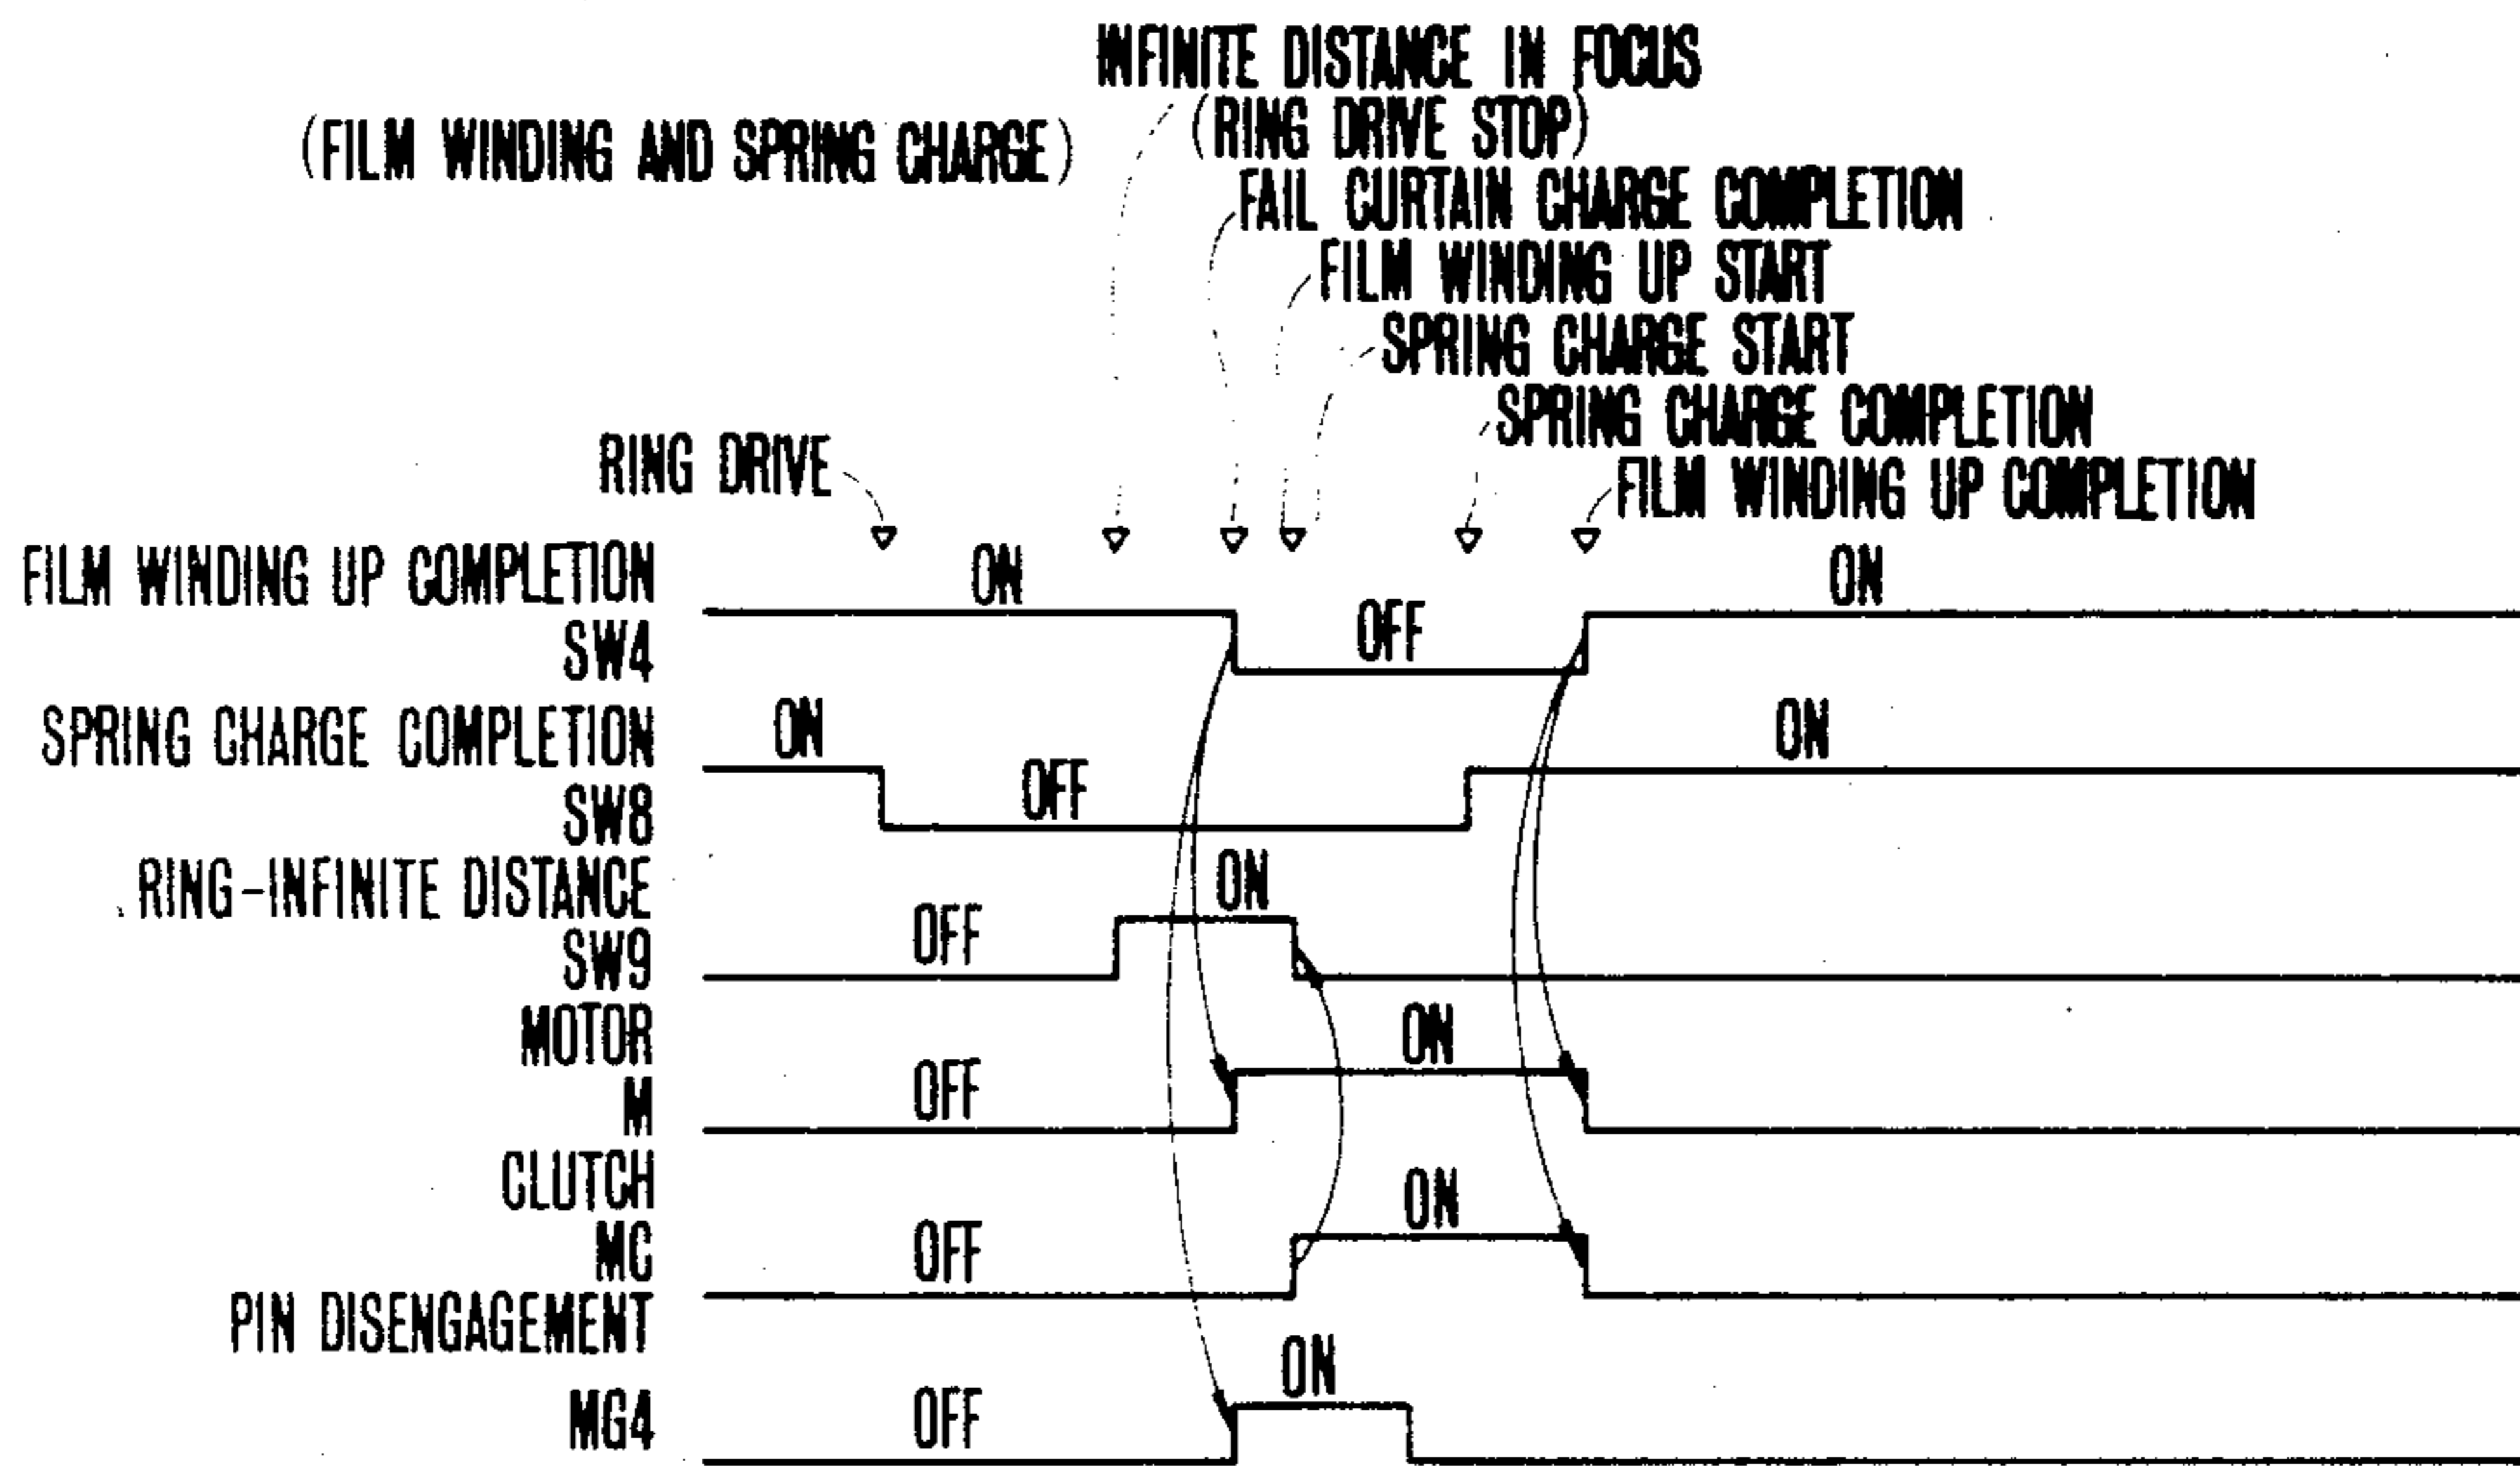 INFINITE DISTANCE IN FOCUS
(FILM WINDING AND SPRING CHARGE)
(RING DRIVE STOP)
FAIL CURTAIN CHARGE COMPLETION
FILM WINDING UP START
SPRING CHARGE START
SPRING CHARGE COMPLETION
RING DRIVE
FILM WINDING UP COMPLETION
FILM WINDING UP COMPLETION
ON
ON
SW4
OFF
SPRING CHARGE COMPLETION
ON
ON
SW8
OFF
RING-INFINITE DISTANCE
ON
SW9
OFF
MOTOR
ON
M
OFF
CLUTCH
ON
MC
OFF
PIN DISENGAGEMENT
ON
MG4
OFF